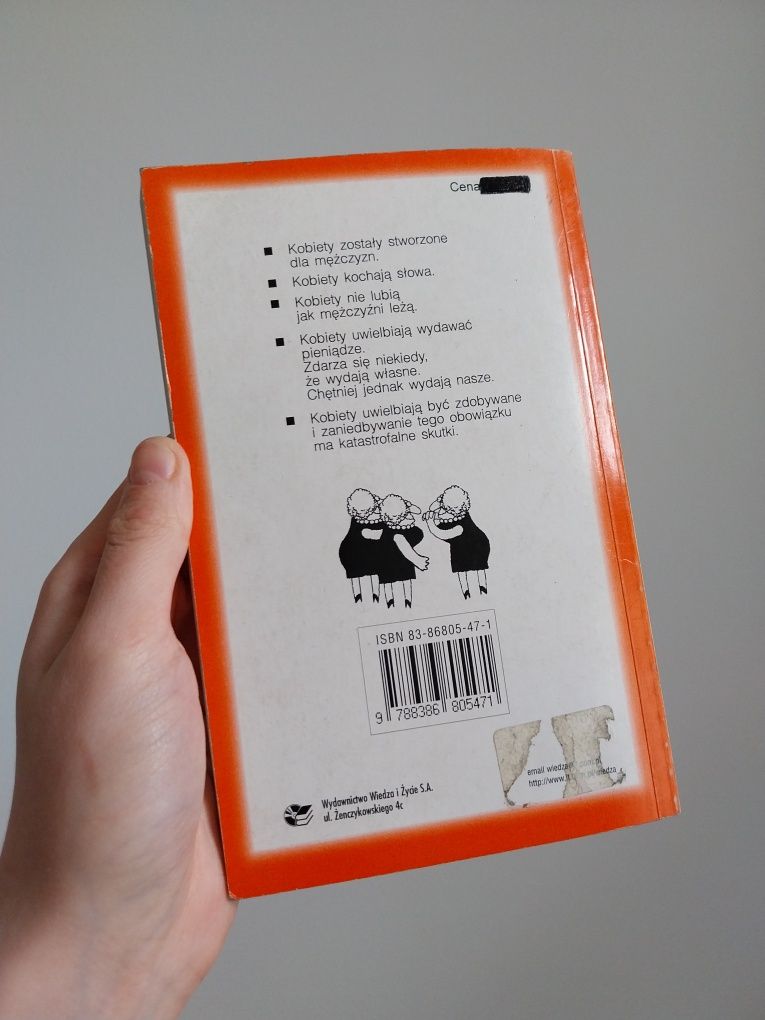 Cena
■ Kobiety zostały stworzone
dla mężczyzn.
■ Kobiety kochają słowa.
■ Kobiety nie lubią
jak mężczyźni leżą.
■ Kobiety uwielbiają wydawać
pieniądze.
Zdarza się niekiedy,
że wydają własne.
Chętniej jednak wydają nasze.
■ Kobiety uwielbiają być zdobywane
i zaniedbywanie tego obowiązku
ma katastrofalne skutki.
ISBN 83-86805-47-1
9 788386 805471
Wydawnictwo Wiedza i Życie S.A.
ul. Żenczykowskiego 4c
email